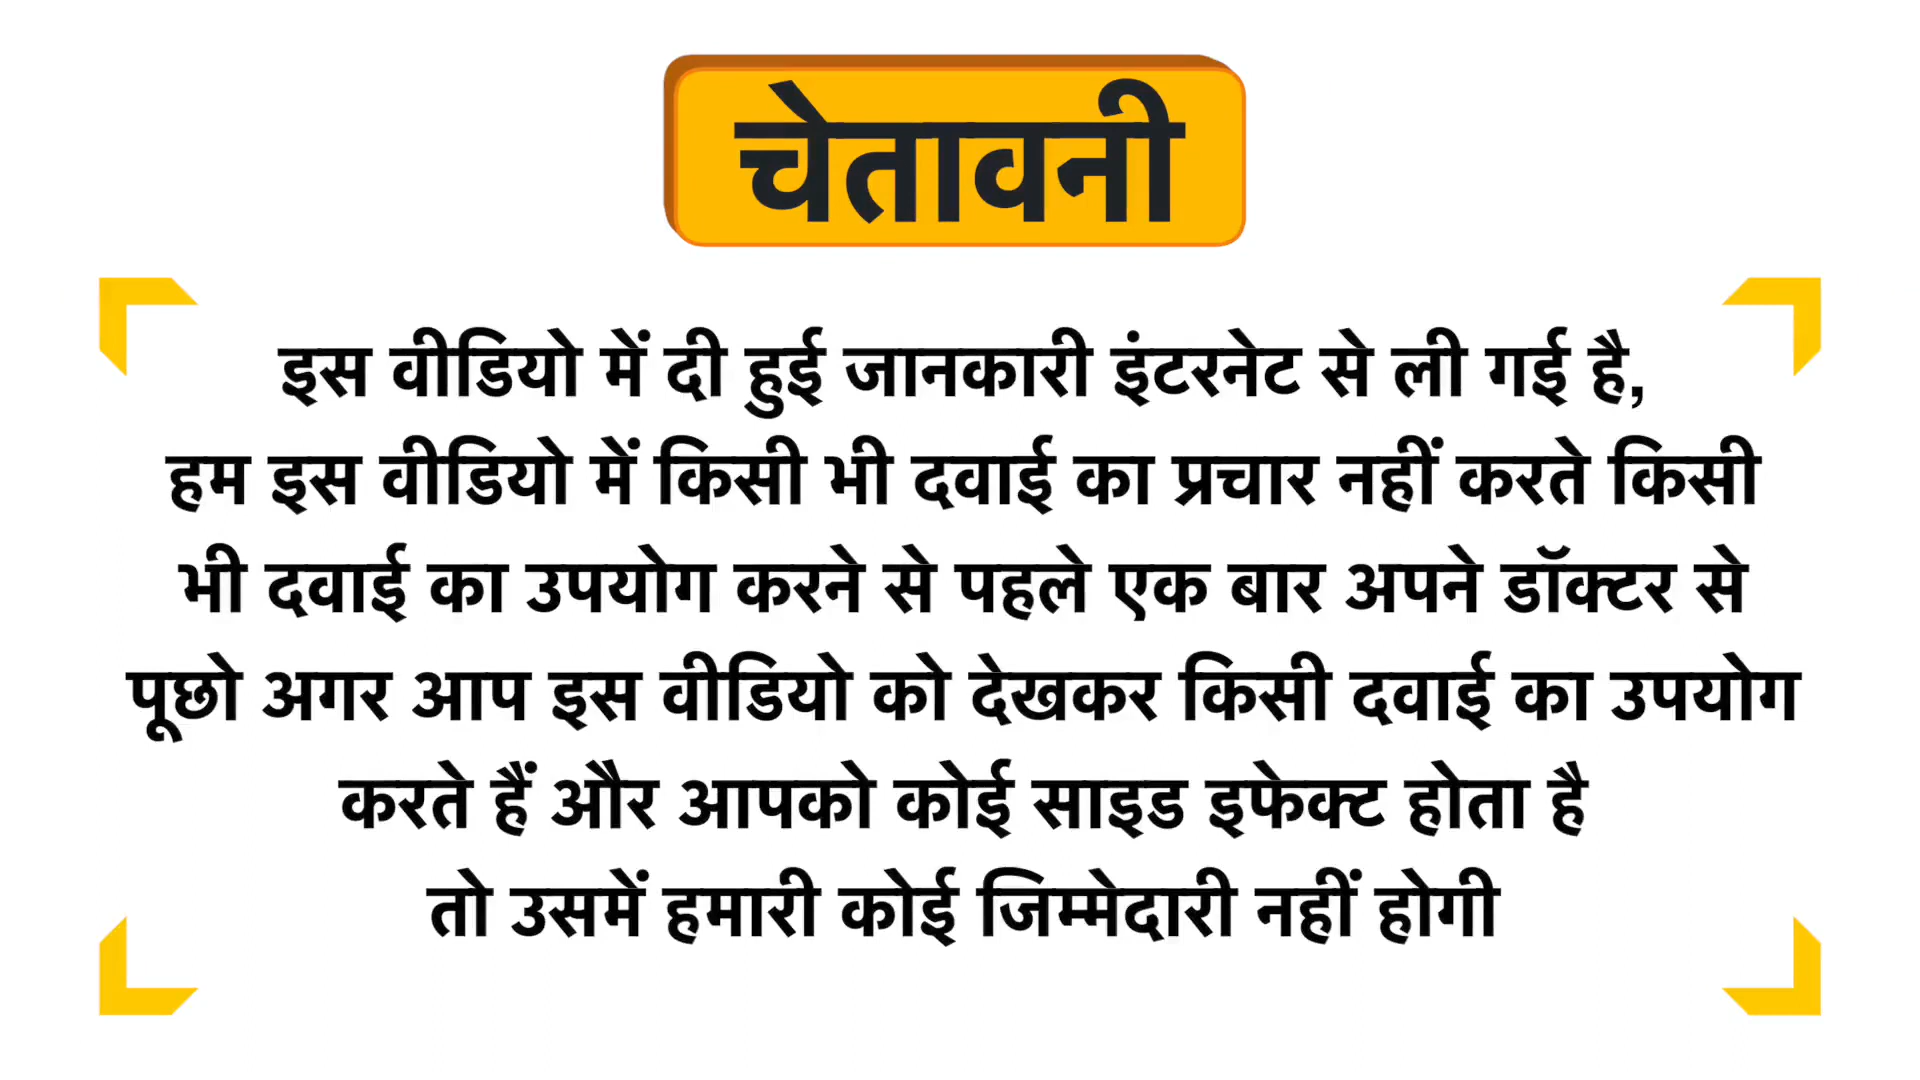 चेतावनी
इस वीडियो में दी हुई जानकारी इंटरनेट से ली गई है,
हम इस वीडियो में किसी भी दवाई का प्रचार नहीं करते किसी
भी दवाई का उपयोग करने से पहले एक बार अपने डॉक्टर से
पूछो अगर आप इस वीडियो को देखकर किसी दवाई का उपयोग
करते हैं और आपको कोई साइड इफेक्ट होता है
तो उसमें हमारी कोई जिम्मेदारी नहीं होगी